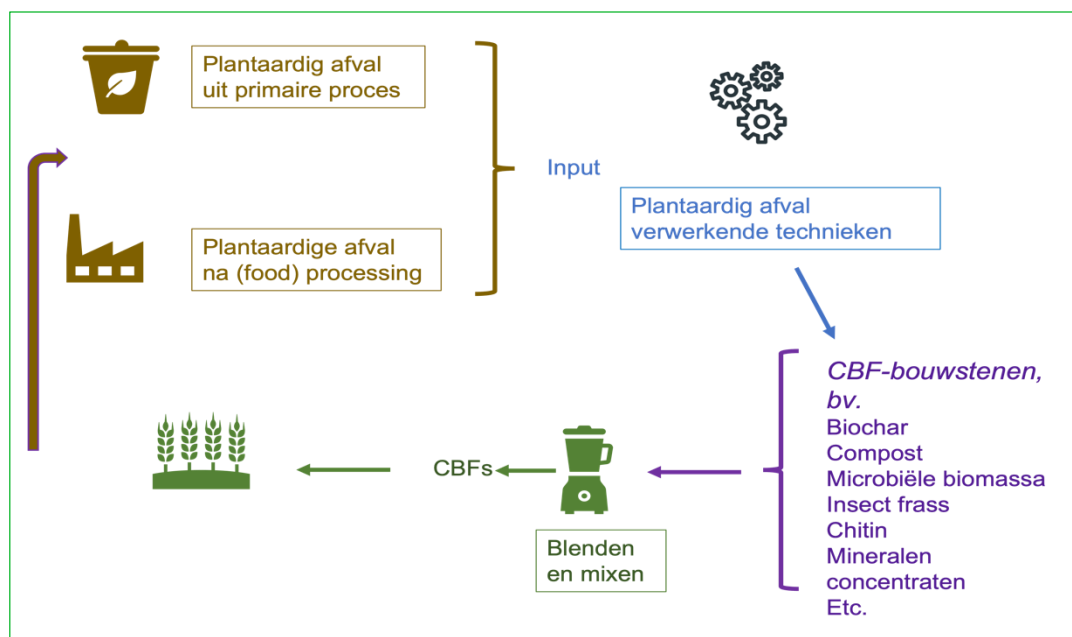 Plantaardig afval
uit primaire proces
Input
Plantaardig afval
verwerkende technieken
Plantaardige afval
na (food) processing
CBF-bouwstenen,
bv.
Biochar
Compost
Microbiële biomassa
Insect frass
Chitin
Mineralen
concentraten
Etc.
CBFs
Blenden
en mixen